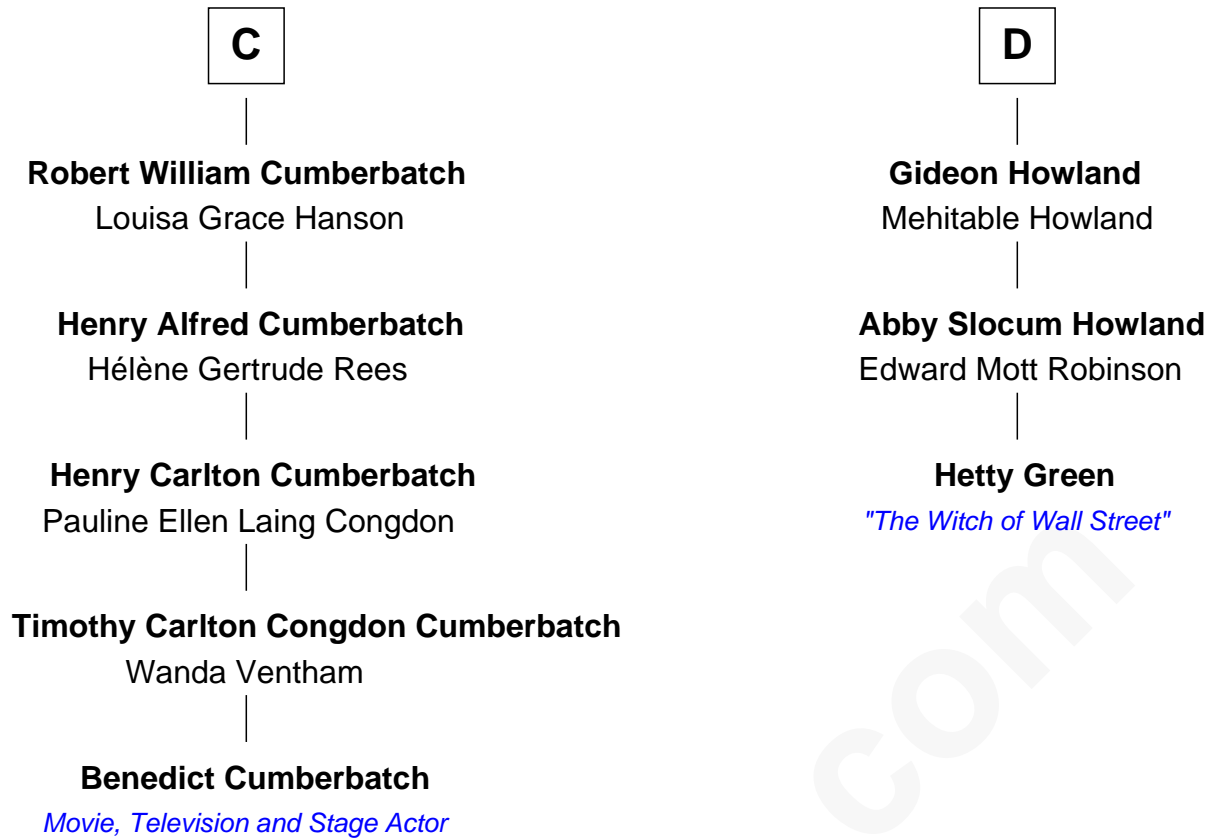 C
Robert William Cumberbatch
Louisa Grace Hanson
Henry Alfred Cumberbatch
Hélène Gertrude Rees
Henry Carlton Cumberbatch
Pauline Ellen Laing Congdon
Timothy Carlton Congdon Cumberbatch
Wanda Ventham
Benedict Cumberbatch
Movie, Television and Stage Actor
D
Gideon Howland
Mehitable Howland
Abby Slocum Howland
Edward Mott Robinson
Hetty Green
"The Witch of Wall Street"
com